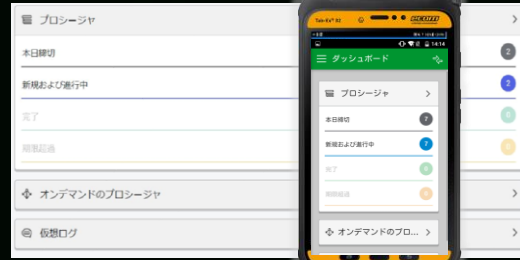 プロシージャ
本日締切
2
新規および進行中
2
完了
0
期限超過
0
オンデマンドのプロシージャ
仮想ログ
Tab-Ex® 02
ecom
14:14
ダッシュボード
プロシージャ
本日締切
7
新規および進行中
7
完了
0
期限超過
0
オンデマンドのプロ...